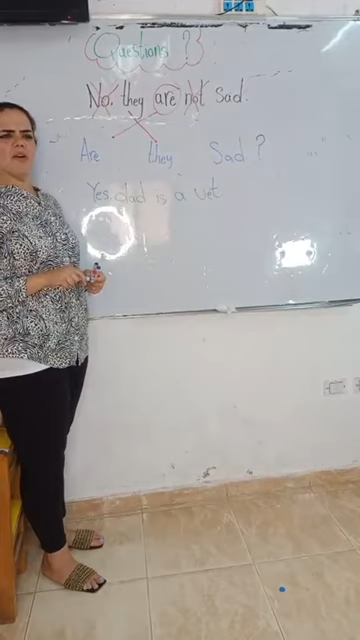 Questions ?
No. they are not Sad.
Are they Sad ?
Yes. dad is a vet